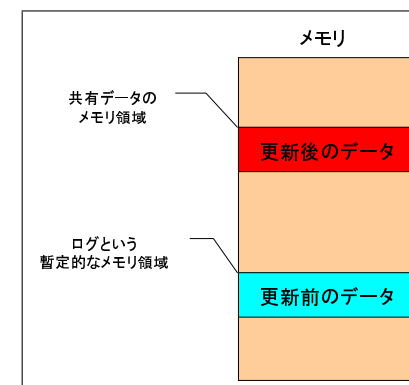 メモリ
共有データの
メモリ領域
更新後のデータ
ログという
暫定的なメモリ領域
更新前のデータ